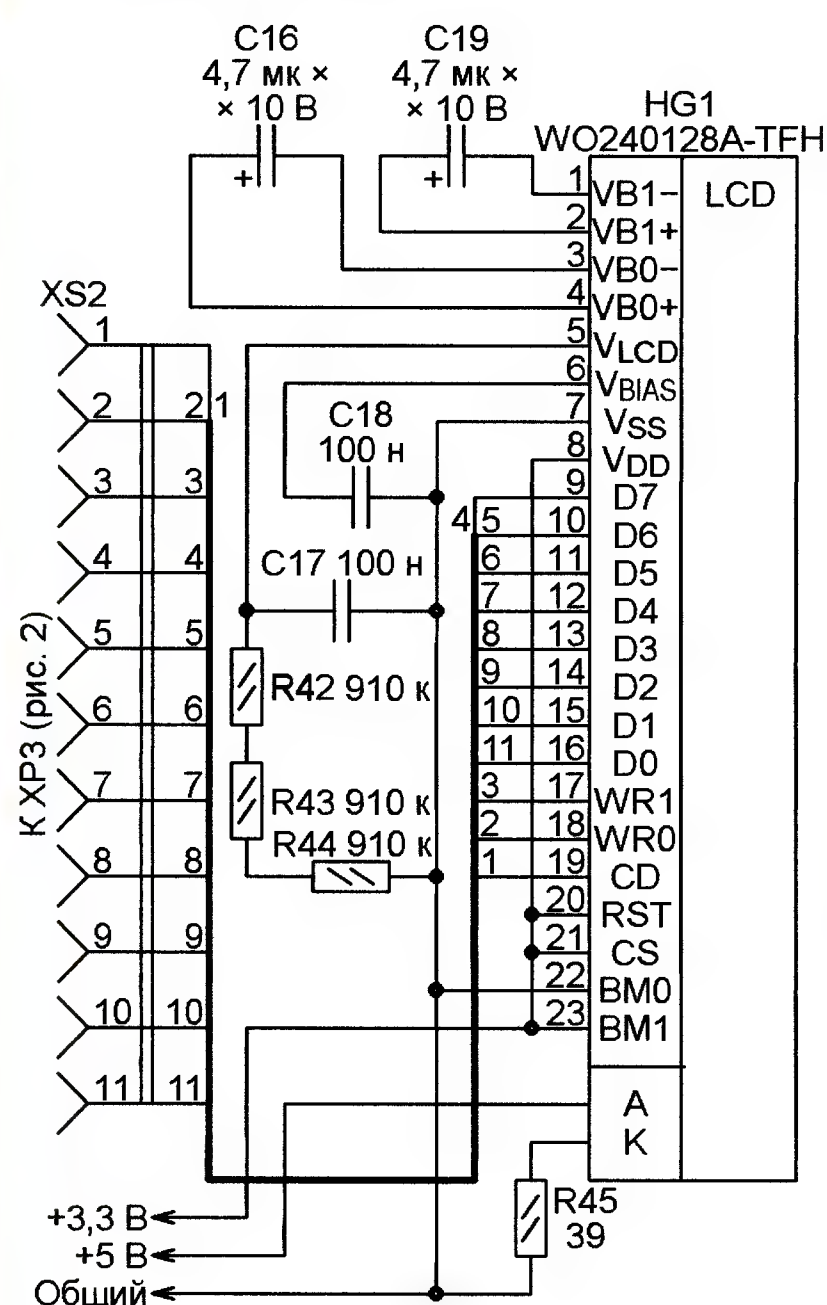 C16
4,7 мк ×
× 10 В
C19
4,7 мк ×
× 10 В
HG1
WO240128A-TFH
LCD
1 VB1–
2 VB1+
3 VB0–
4 VB0+
5 VLCD
6 VBIAS
7 VSS
8 VDD
9 D7
10 D6
11 D5
12 D4
13 D3
14 D2
15 D1
16 D0
17 WR1
18 WR0
19 CD
20 RST
21 CS
22 BM0
23 BM1
A
K
XS2
1
2 2 1
3 3
4 4
5 5
6 6
7 7
8 8
9 9
10 10
11 11
К XP3 (рис. 2)
C18
100 н
C17 100 н
R42 910 к
R43 910 к
R44 910 к
4 5
6
7
8
9
10
11
3
2
1
R45
39
+3,3 В
+5 В
Общий